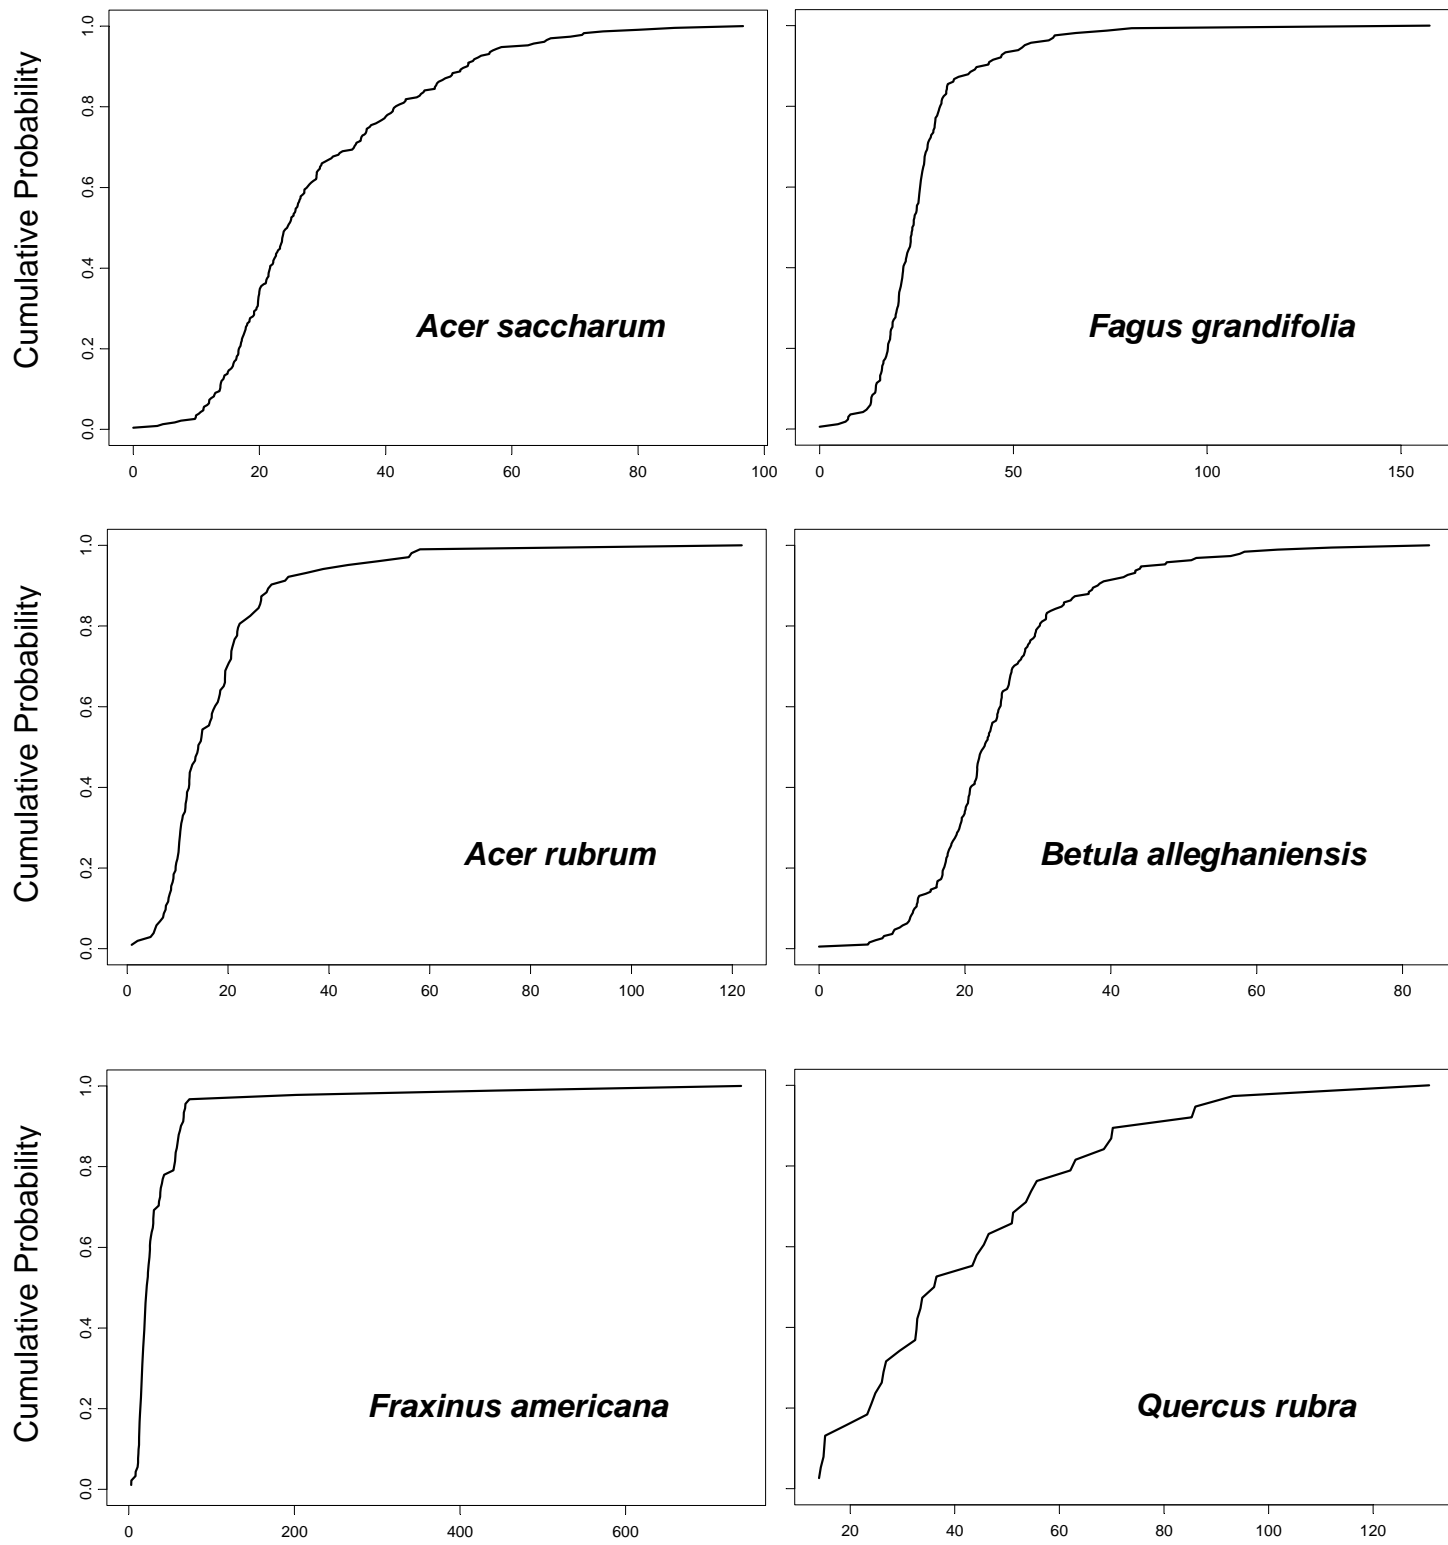 Cumulative Probability
1.0
0.8
0.6
0.4
0.2
0.0
Acer saccharum
0 20 40 60 80 100
Fagus grandifolia
0 50 100 150
Cumulative Probability
1.0
0.8
0.6
0.4
0.2
0.0
Acer rubrum
0 20 40 60 80 100 120
Betula alleghaniensis
0 20 40 60 80
Cumulative Probability
1.0
0.8
0.6
0.4
0.2
0.0
Fraxinus americana
0 200 400 600
Quercus rubra
20 40 60 80 100 120